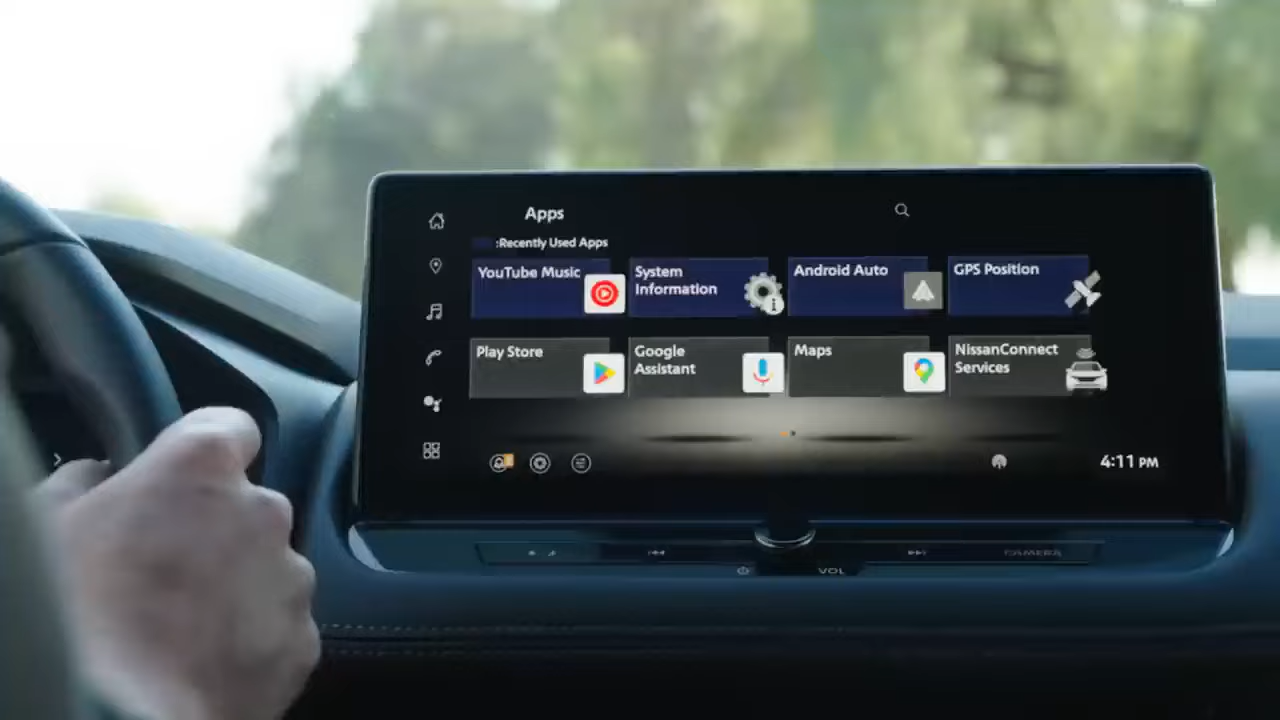 Apps
:Recently Used Apps
YouTube Music
System
Information
Android Auto
GPS Position
Play Store
Google
Assistant
Maps
NissanConnect
Services
4:11 PM
CAMERA
VOL